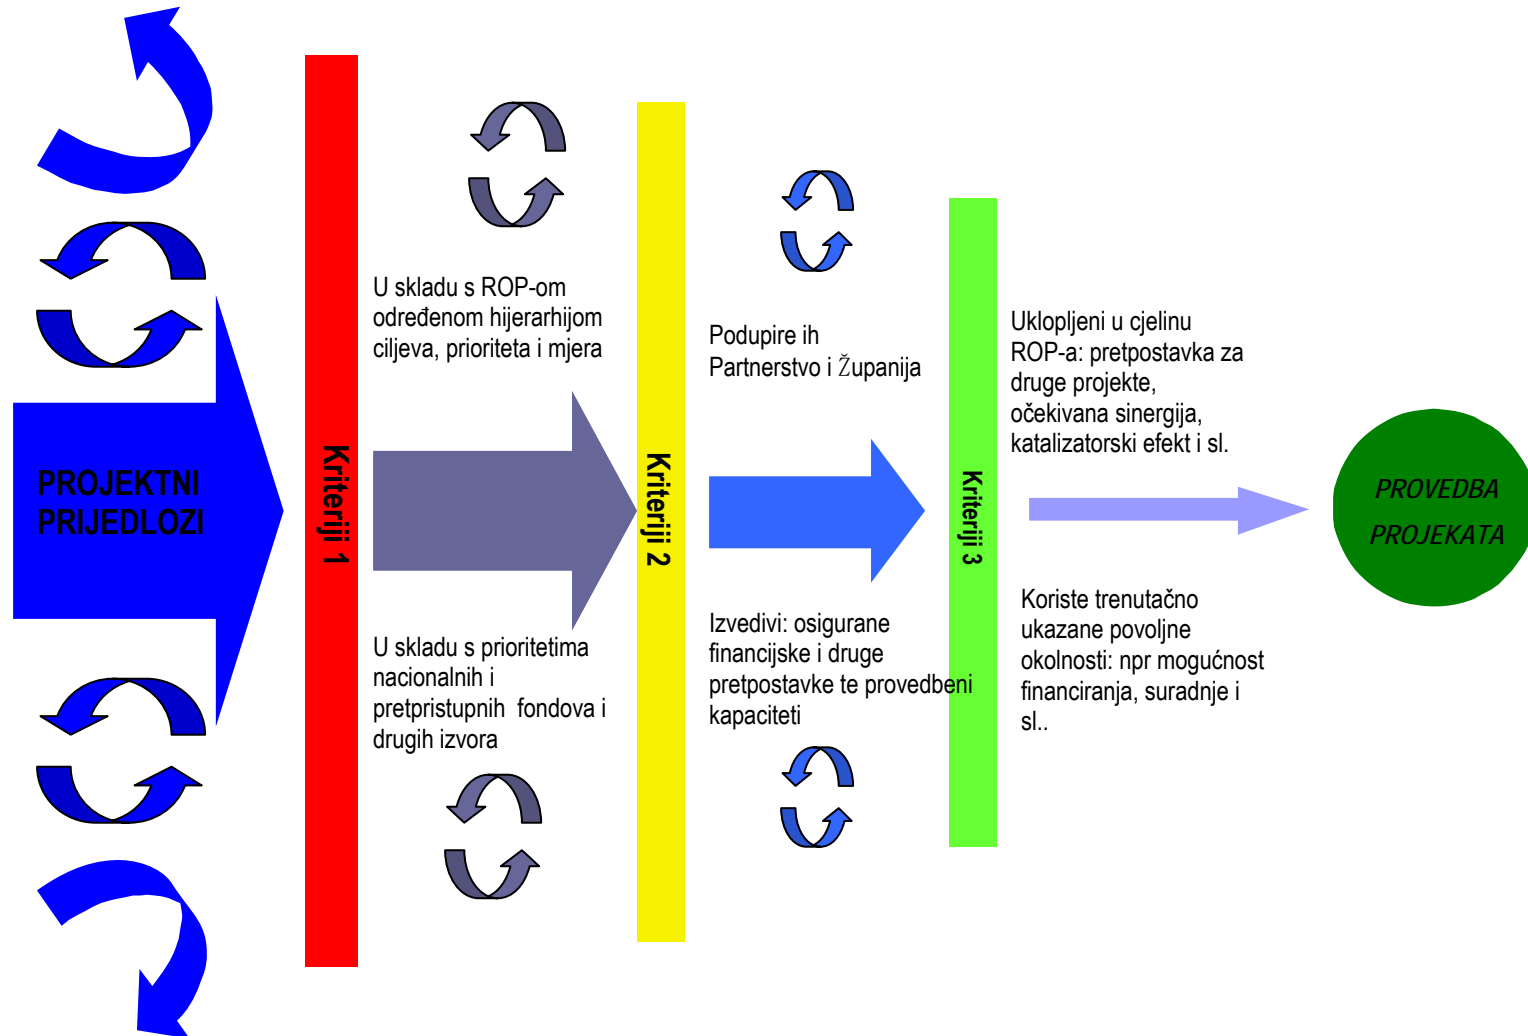 PROJEKTNI
PRIJEDLOZI
Kriteriji 1
U skladu s ROP-om
određenom hijerarhijom
ciljeva, prioriteta i mjera
U skladu s prioritetima
nacionalnih i
pretpristupnih fondova i
drugih izvora
Kriteriji 2
Podupire ih
Partnerstvo i Županija
Izvedivi: osigurane
financijske i druge
pretpostavke te provedbeni
kapaciteti
Kriteriji 3
Uklopljeni u cjelinu
ROP-a: pretpostavka za
druge projekte,
očekivana sinergija,
katalizatorski efekt i sl.
Koriste trenutačno
ukazane povoljne
okolnosti: npr mogućnost
financiranja, suradnje i
sl..
PROVEDBA
PROJEKATA